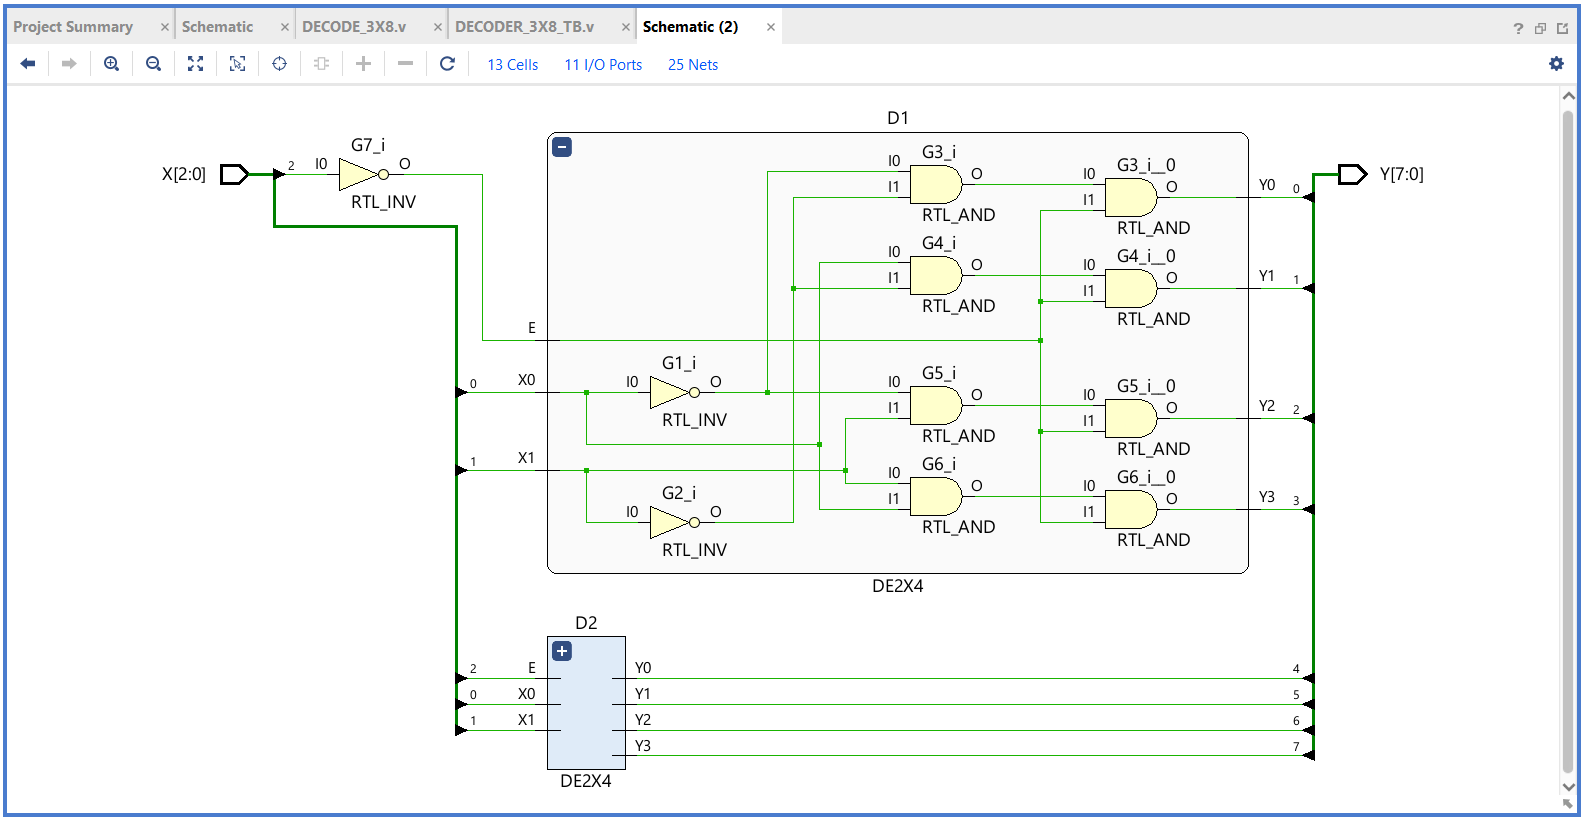 Project Summary × Schematic × DECODE_3X8.v × DECODER_3X8_TB.v × Schematic (2) × ?
13 Cells 11 I/O Ports 25 Nets
D1
G7_i
X[2:0] 2 I0 O
RTL_INV
G3_i
I0 O
I1
RTL_AND
G3_i__0
I0 O
I1
RTL_AND
Y0 0
Y[7:0]
G4_i
I0 O
I1
RTL_AND
G4_i__0
I0 O
I1
RTL_AND
Y1 1
E
0 X0
G1_i
I0 O
RTL_INV
G5_i
I0 O
I1
RTL_AND
G5_i__0
I0 O
I1
RTL_AND
Y2 2
1 X1
G2_i
I0 O
RTL_INV
G6_i
I0 O
I1
RTL_AND
G6_i__0
I0 O
I1
RTL_AND
Y3 3
DE2X4
D2
2 E Y0 4
0 X0 Y1 5
1 X1 Y2 6
Y3 7
DE2X4